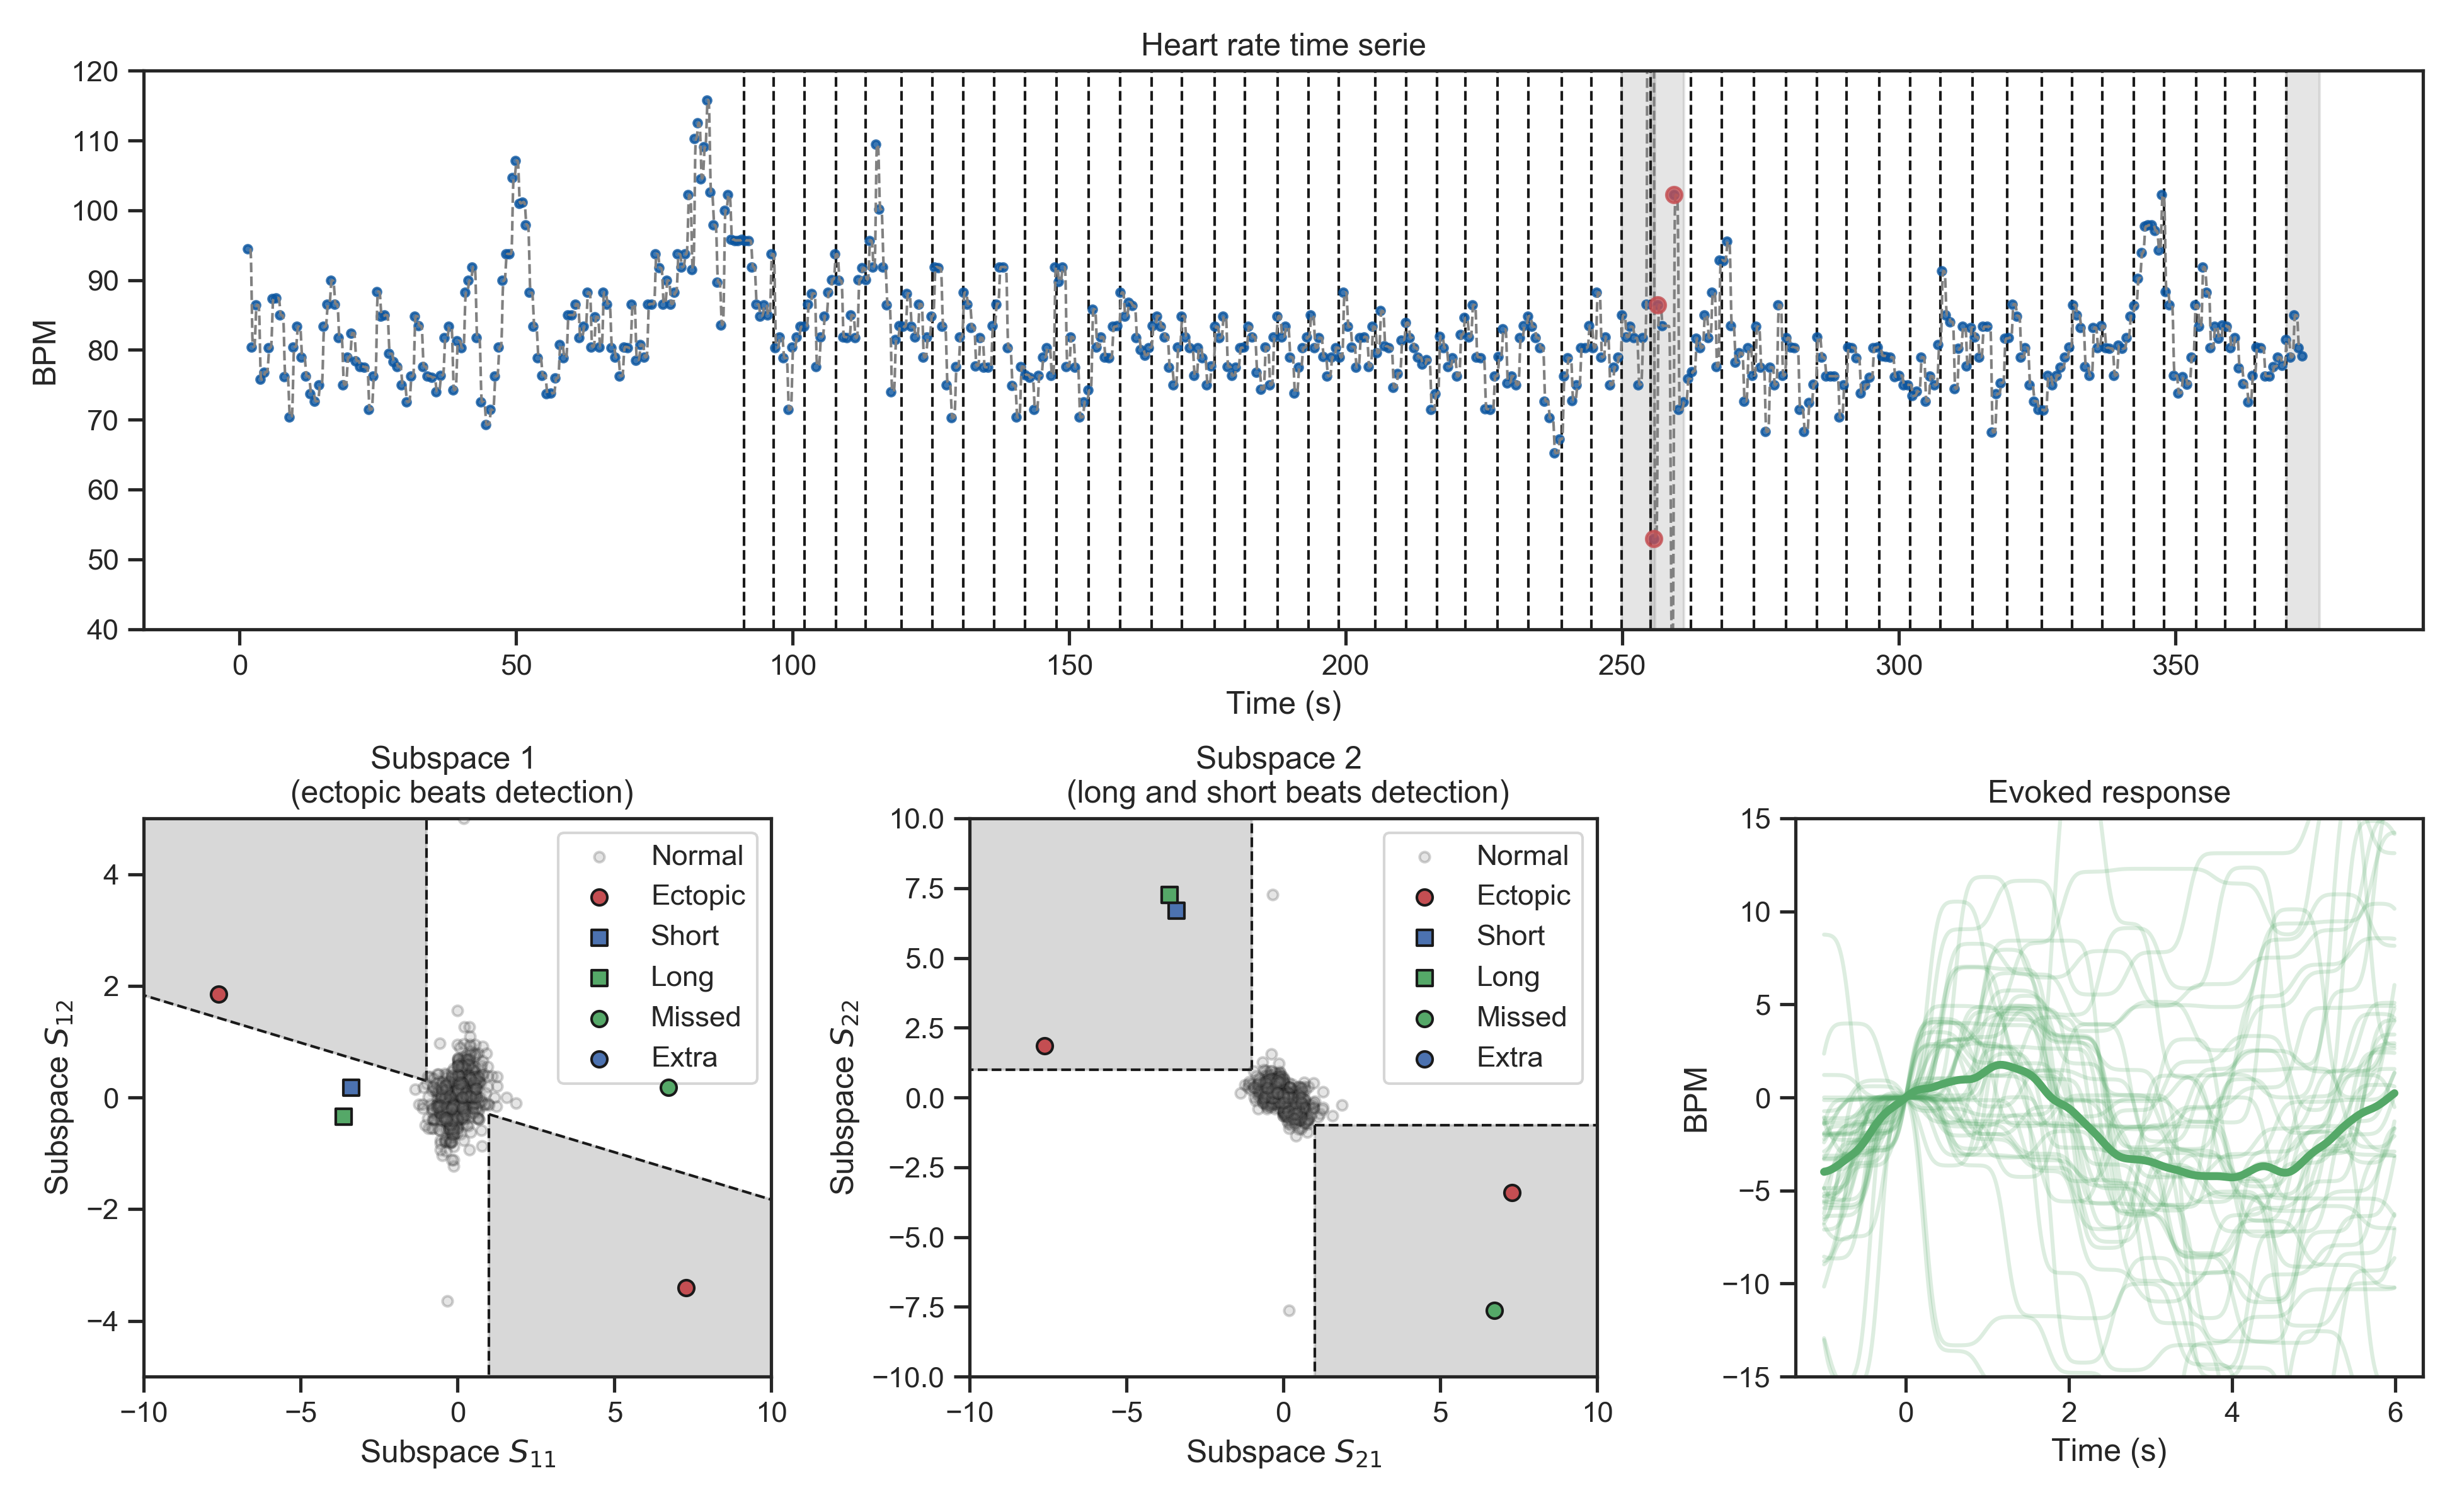 Heart rate time serie
120
110
100
90
80
70
60
50
40
BPM
0 50 100 150 200 250 300 350
Time (s)
Subspace 1
(ectopic beats detection)
4
2
0
−2
−4
Subspace S12
Normal
Ectopic
Short
Long
Missed
Extra
−10 −5 0 5 10
Subspace S11
Subspace 2
(long and short beats detection)
10.0
7.5
5.0
2.5
0.0
−2.5
−5.0
−7.5
−10.0
Subspace S22
Normal
Ectopic
Short
Long
Missed
Extra
−10 −5 0 5 10
Subspace S21
Evoked response
15
10
5
0
−5
−10
−15
BPM
0 2 4 6
Time (s)